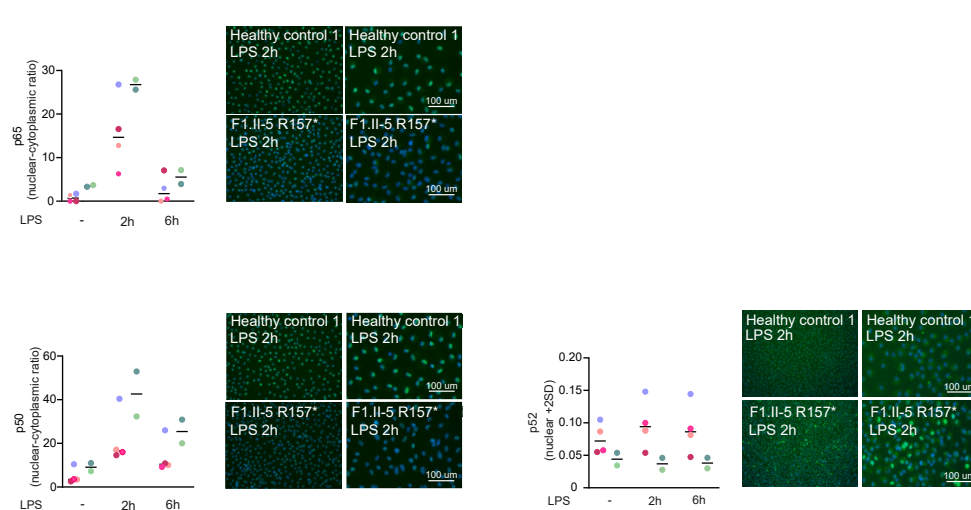 Healthy control 1
LPS 2h
Healthy control 1
LPS 2h
100 um
F1.II-5 R157*
LPS 2h
F1.II-5 R157*
LPS 2h
100 um
p65
(nuclear-cytoplasmic ratio)
30
20
10
0
LPS
-
2h
6h
Healthy control 1
LPS 2h
Healthy control 1
LPS 2h
100 um
F1.II-5 R157*
LPS 2h
F1.II-5 R157*
LPS 2h
100 um
p50
(nuclear-cytoplasmic ratio)
60
40
20
0
LPS
-
2h
6h
Healthy control 1
LPS 2h
Healthy control 1
LPS 2h
100 um
F1.II-5 R157*
LPS 2h
F1.II-5 R157*
LPS 2h
100 um
p52
(nuclear +2SD)
0.20
0.15
0.10
0.05
0
LPS
-
2h
6h